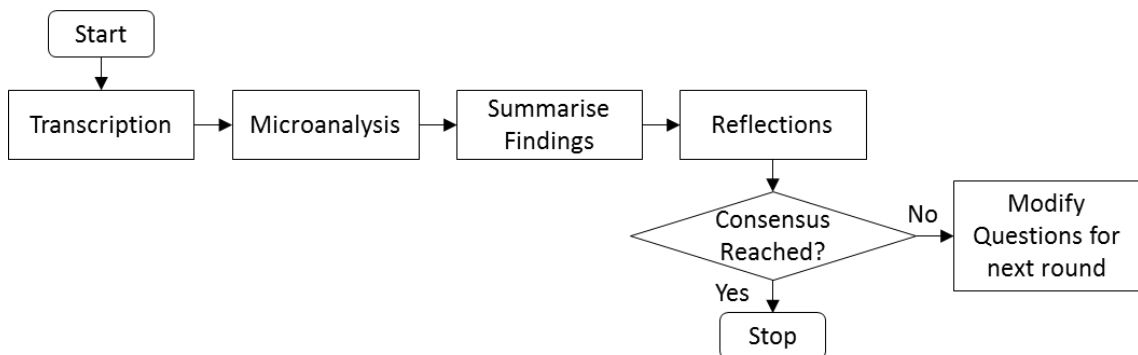 Start
Transcription
Microanalysis
Summarise
Findings
Reflections
Consensus
Reached?
No
Modify
Questions for
next round
Yes
Stop